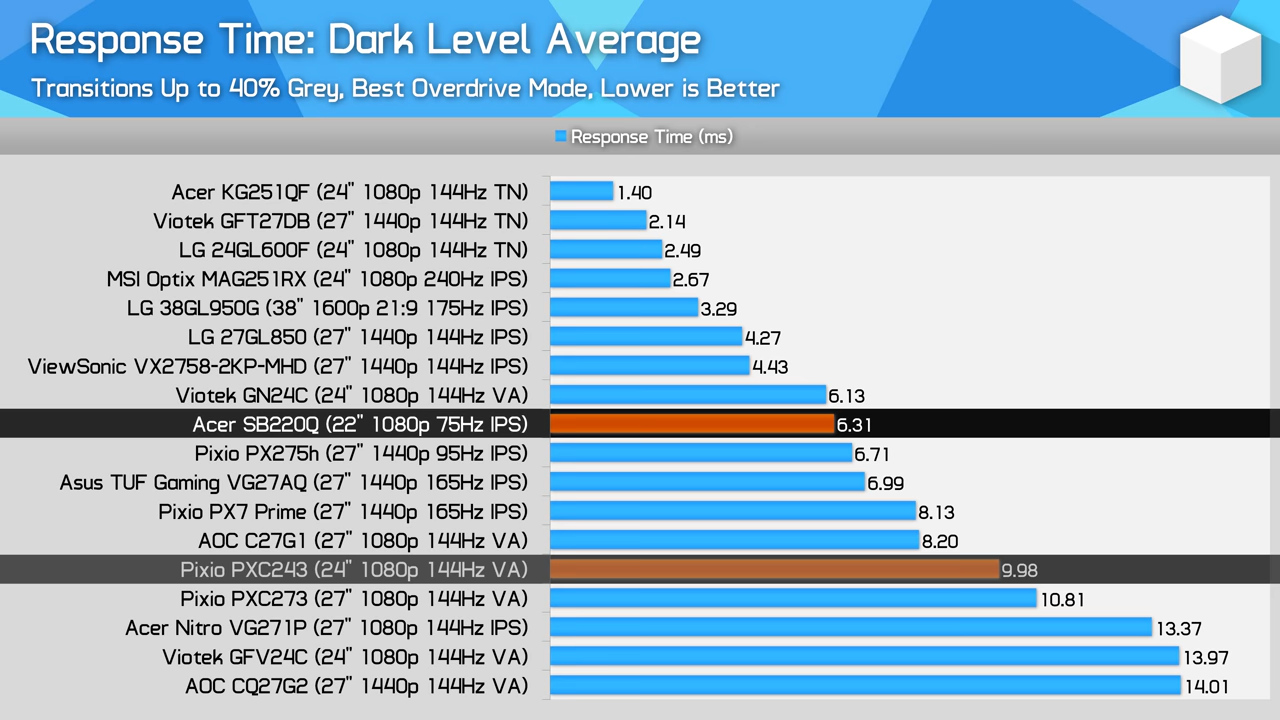 Response Time: Dark Level Average
Transitions Up to 40% Grey, Best Overdrive Mode, Lower is Better
Response Time (ms)
Acer KG251QF (24" 1080p 144Hz TN) 1.40
Viotek GFT27DB (27" 1440p 144Hz TN) 2.14
LG 24GL600F (24" 1080p 144Hz TN) 2.49
MSI Optix MAG251RX (24" 1080p 240Hz IPS) 2.67
LG 38GL950G (38" 1600p 21:9 175Hz IPS) 3.29
LG 27GL850 (27" 1440p 144Hz IPS) 4.27
ViewSonic VX2758-2KP-MHD (27" 1440p 144Hz IPS) 4.43
Viotek GN24C (24" 1080p 144Hz VA) 6.13
Acer SB220Q (22" 1080p 75Hz IPS) 6.31
Pixio PX275h (27" 1440p 95Hz IPS) 6.71
Asus TUF Gaming VG27AQ (27" 1440p 165Hz IPS) 6.99
Pixio PX7 Prime (27" 1440p 165Hz IPS) 8.13
AOC C27G1 (27" 1080p 144Hz VA) 8.20
Pixio PXC243 (24" 1080p 144Hz VA) 9.98
Pixio PXC273 (27" 1080p 144Hz VA) 10.81
Acer Nitro VG271P (27" 1080p 144Hz IPS) 13.37
Viotek GFV24C (24" 1080p 144Hz VA) 13.97
AOC CQ27G2 (27" 1440p 144Hz VA) 14.01